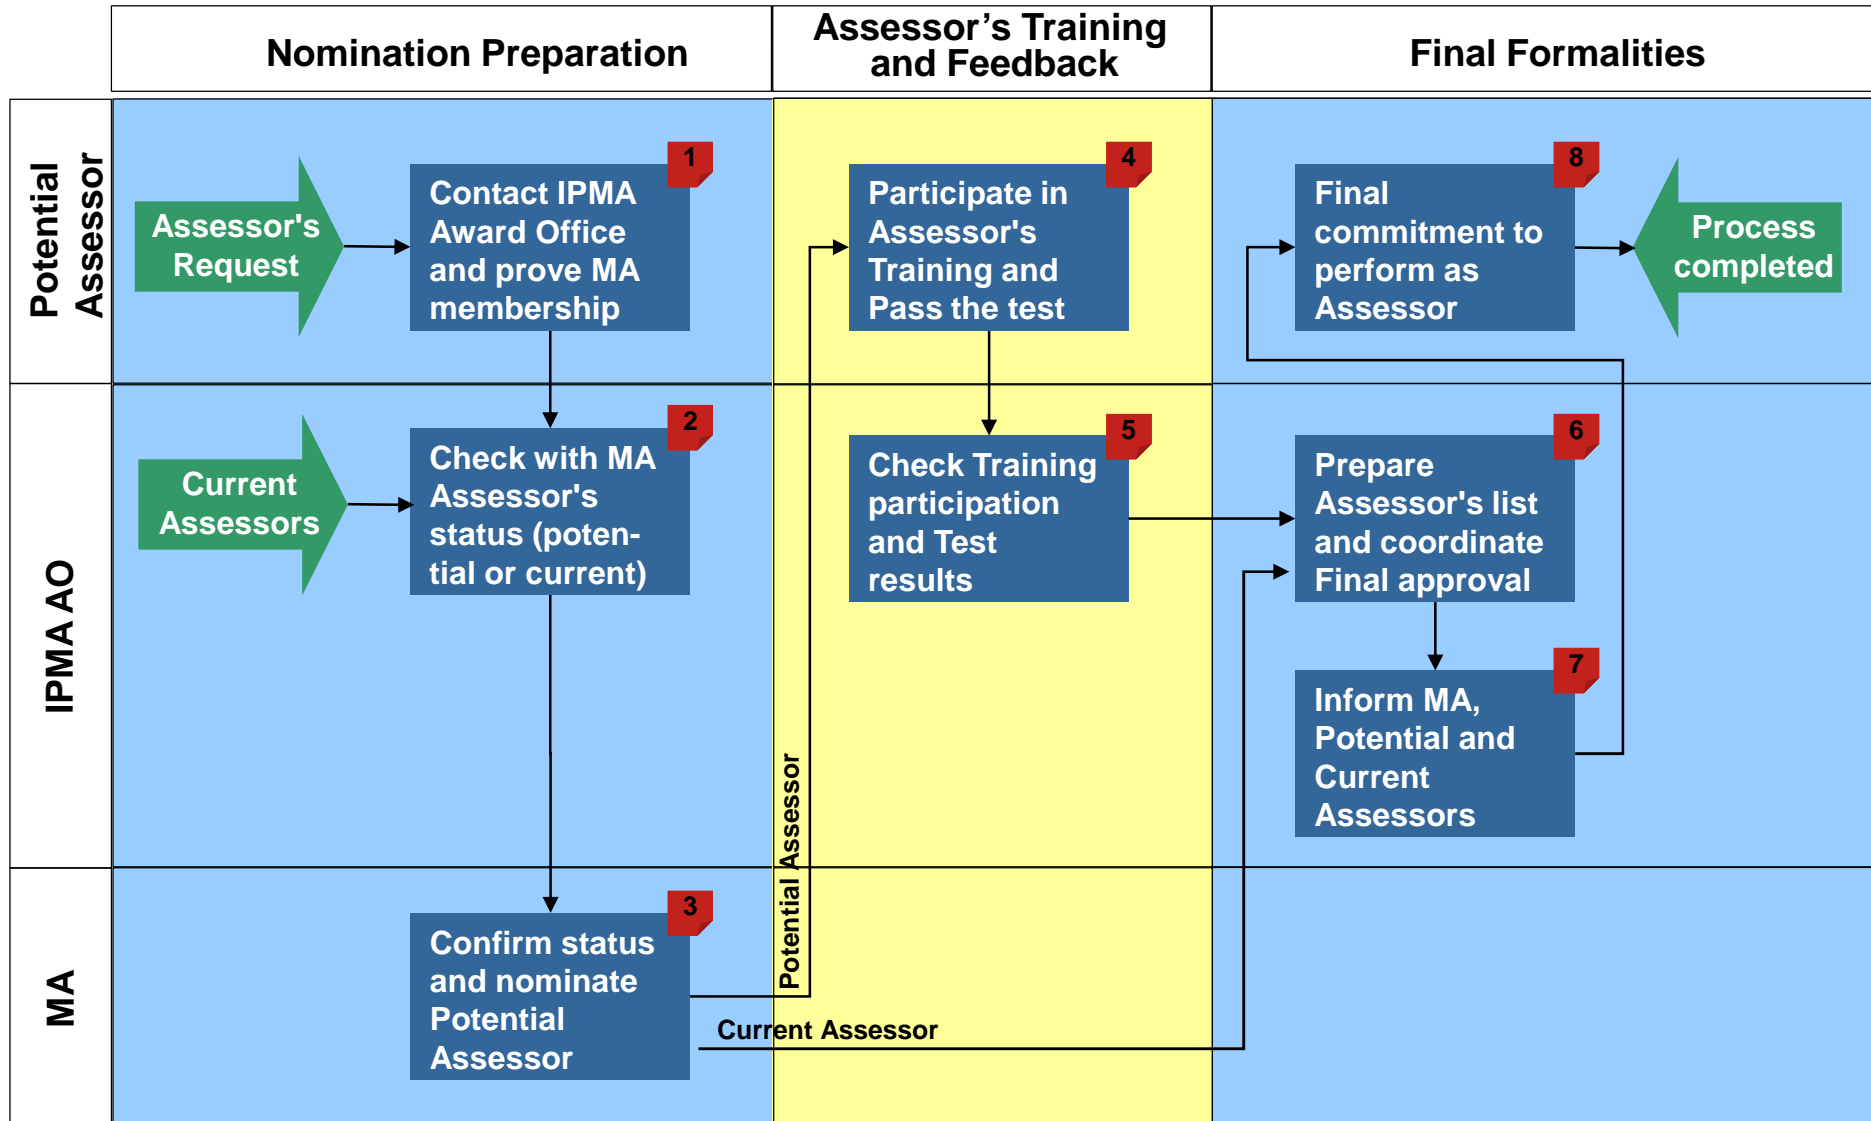 Nomination Preparation
Assessor’s Training
and Feedback
Final Formalities
Potential
Assessor
Assessor's
Request
1
Contact IPMA
Award Office
and prove MA
membership
4
Participate in
Assessor's
Training and
Pass the test
8
Final
commitment to
perform as
Assessor
Process
completed
IPMA AO
Current
Assessors
2
Check with MA
Assessor's
status (poten-
tial or current)
5
Check Training
participation
and Test
results
6
Prepare
Assessor's list
and coordinate
Final approval
7
Inform MA,
Potential and
Current
Assessors
MA
3
Confirm status
and nominate
Potential
Assessor
Potential Assessor
Current Assessor